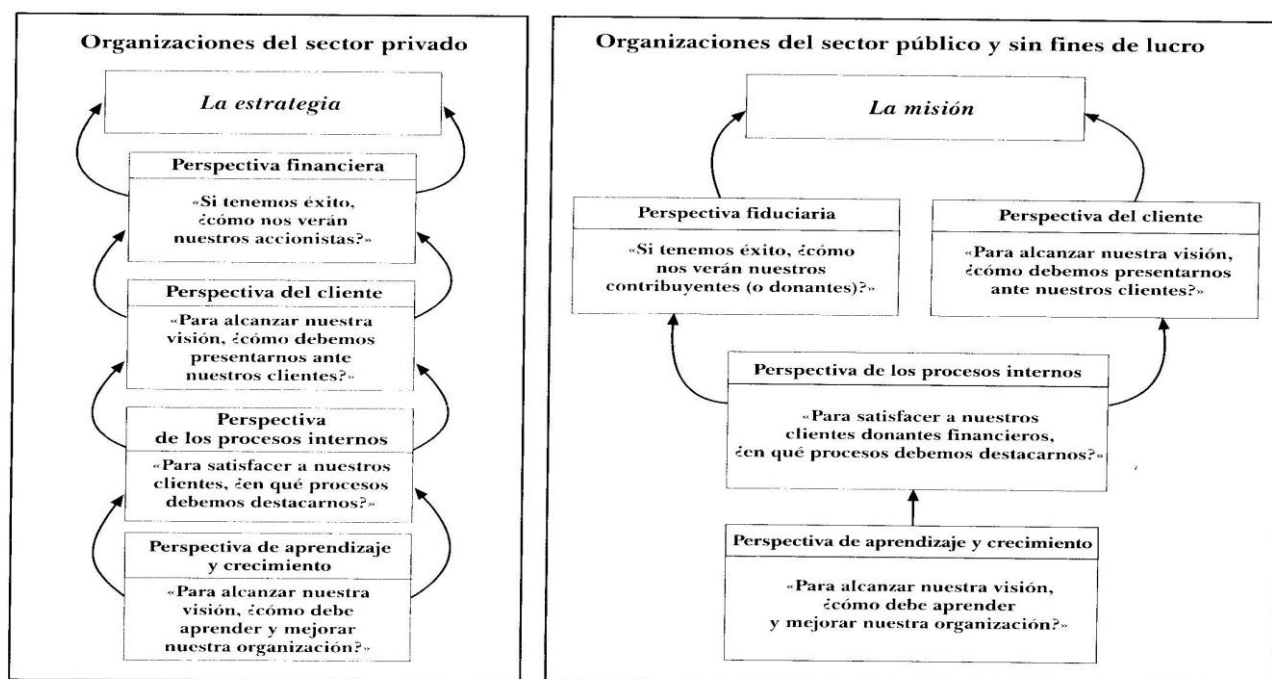 Organizaciones del sector privado
La estrategia
Perspectiva financiera
«Si tenemos éxito,
¿cómo nos verán
nuestros accionistas?»
Perspectiva del cliente
«Para alcanzar nuestra
visión, ¿cómo debemos
presentarnos ante
nuestros clientes?»
Perspectiva
de los procesos internos
«Para satisfacer a nuestros
clientes, ¿en qué procesos
debemos destacarnos?»
Perspectiva de aprendizaje
y crecimiento
«Para alcanzar nuestra
visión, ¿cómo debe
aprender y mejorar
nuestra organización?»
Organizaciones del sector público y sin fines de lucro
La misión
Perspectiva fiduciaria
«Si tenemos éxito, ¿cómo
nos verán nuestros
contribuyentes (o donantes)?»
Perspectiva del cliente
«Para alcanzar nuestra visión,
¿cómo debemos presentarnos
ante nuestros clientes?»
Perspectiva de los procesos internos
«Para satisfacer a nuestros
clientes donantes financieros,
¿en qué procesos debemos destacarnos?»
Perspectiva de aprendizaje y crecimiento
«Para alcanzar nuestra visión,
¿cómo debe aprender
y mejorar nuestra organización?»